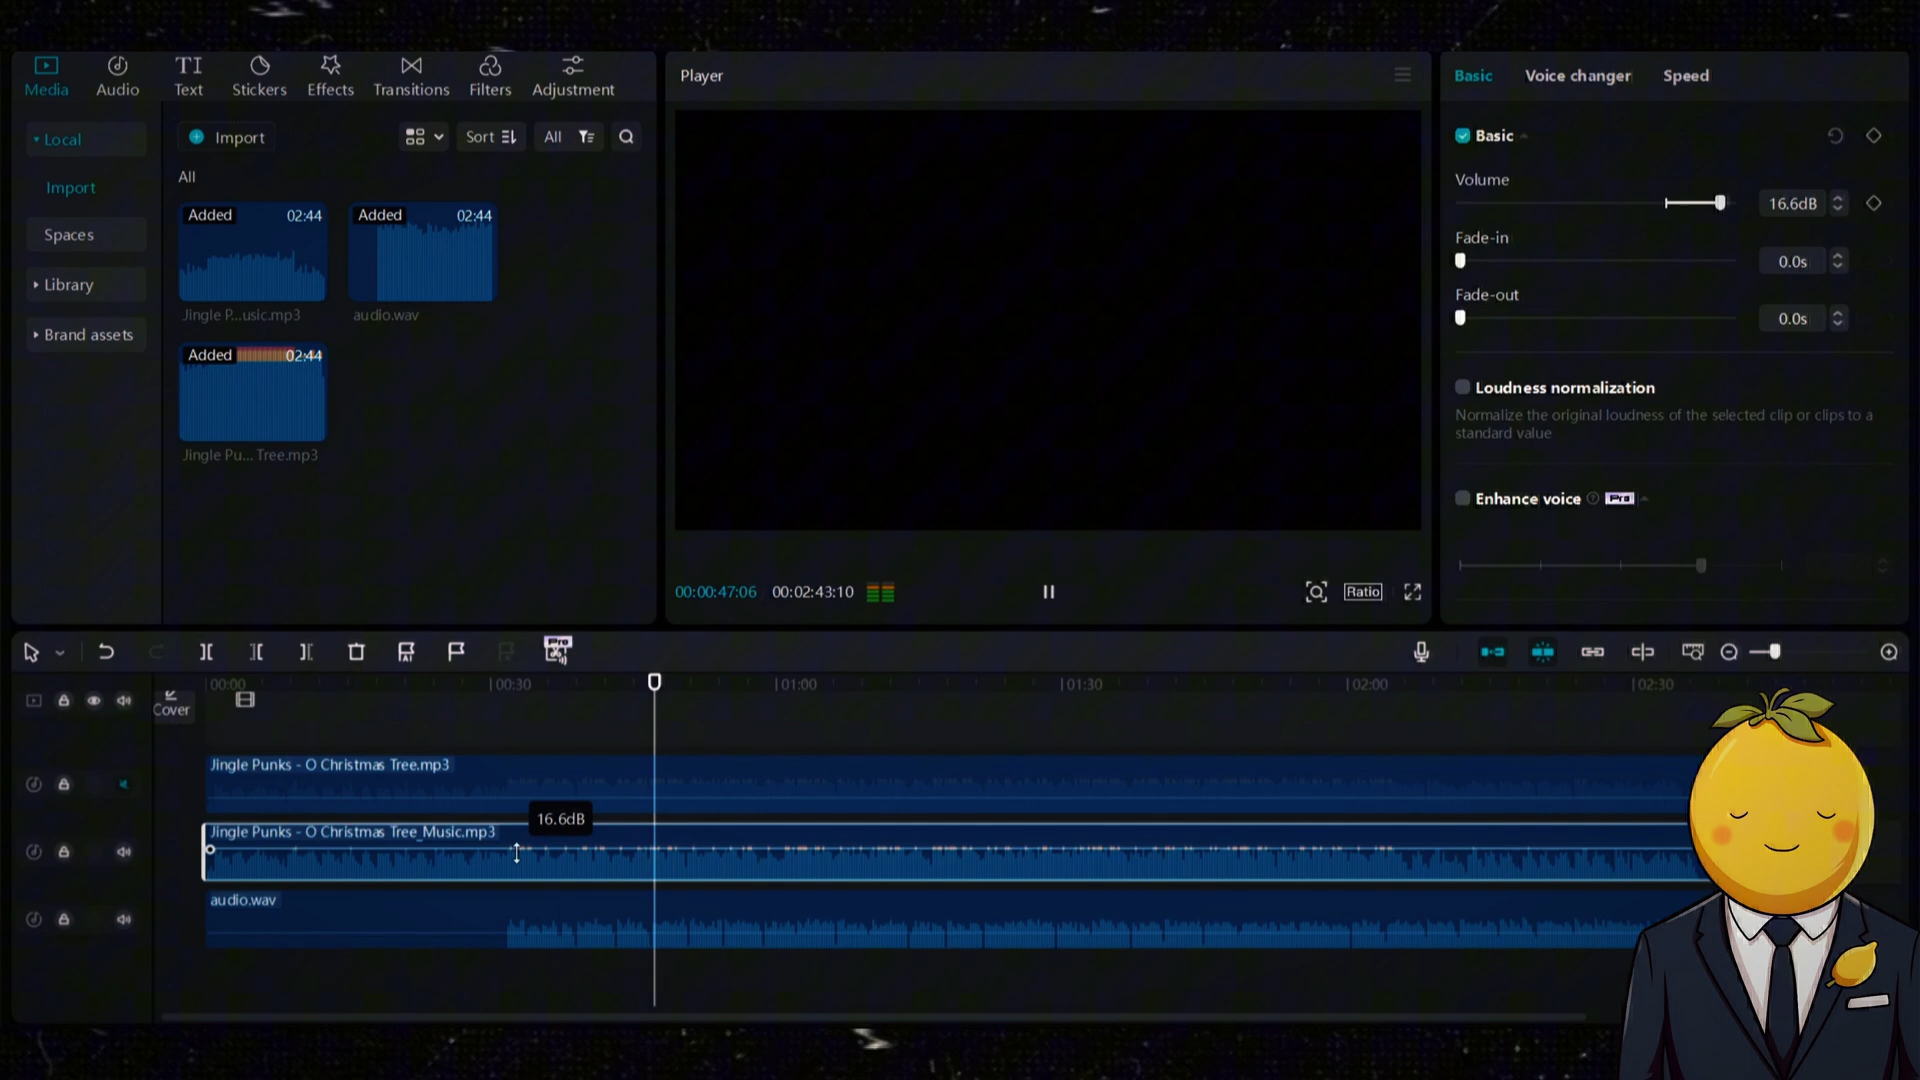 Media Audio Text Stickers Effects Transitions Filters Adjustment
Local
Import
Spaces
Library
Brand assets
Import Sort All
All
Added 02:44
Jingle P...usic.mp3
Added 02:44
audio.wav
Added 02:44
Jingle Pu... Tree.mp3
Player
00:00:47:06 00:02:43:10 Ratio
Basic Voice changer Speed
Basic
Volume
16.6dB
Fade-in
0.0s
Fade-out
0.0s
Loudness normalization
Normalize the original loudness of the selected clip or clips to a
standard value
Enhance voice Pro
Pro
00:00 00:30 01:00 01:30 02:00 02:30
Cover
Jingle Punks - O Christmas Tree.mp3
16.6dB
Jingle Punks - O Christmas Tree_Music.mp3
audio.wav